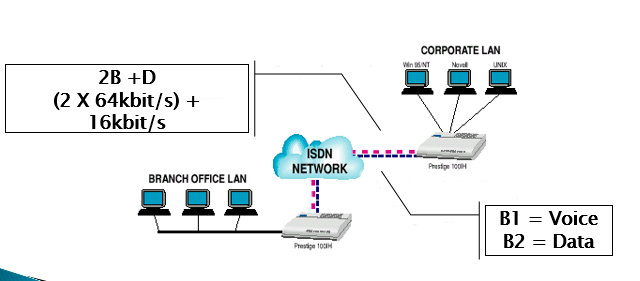 CORPORATE LAN
Win 95/NT Novell UNIX
2B +D
(2 X 64kbit/s) +
16kbit/s
Prestige 100IH
ISDN
NETWORK
BRANCH OFFICE LAN
B1 = Voice
B2 = Data
Prestige 100IH